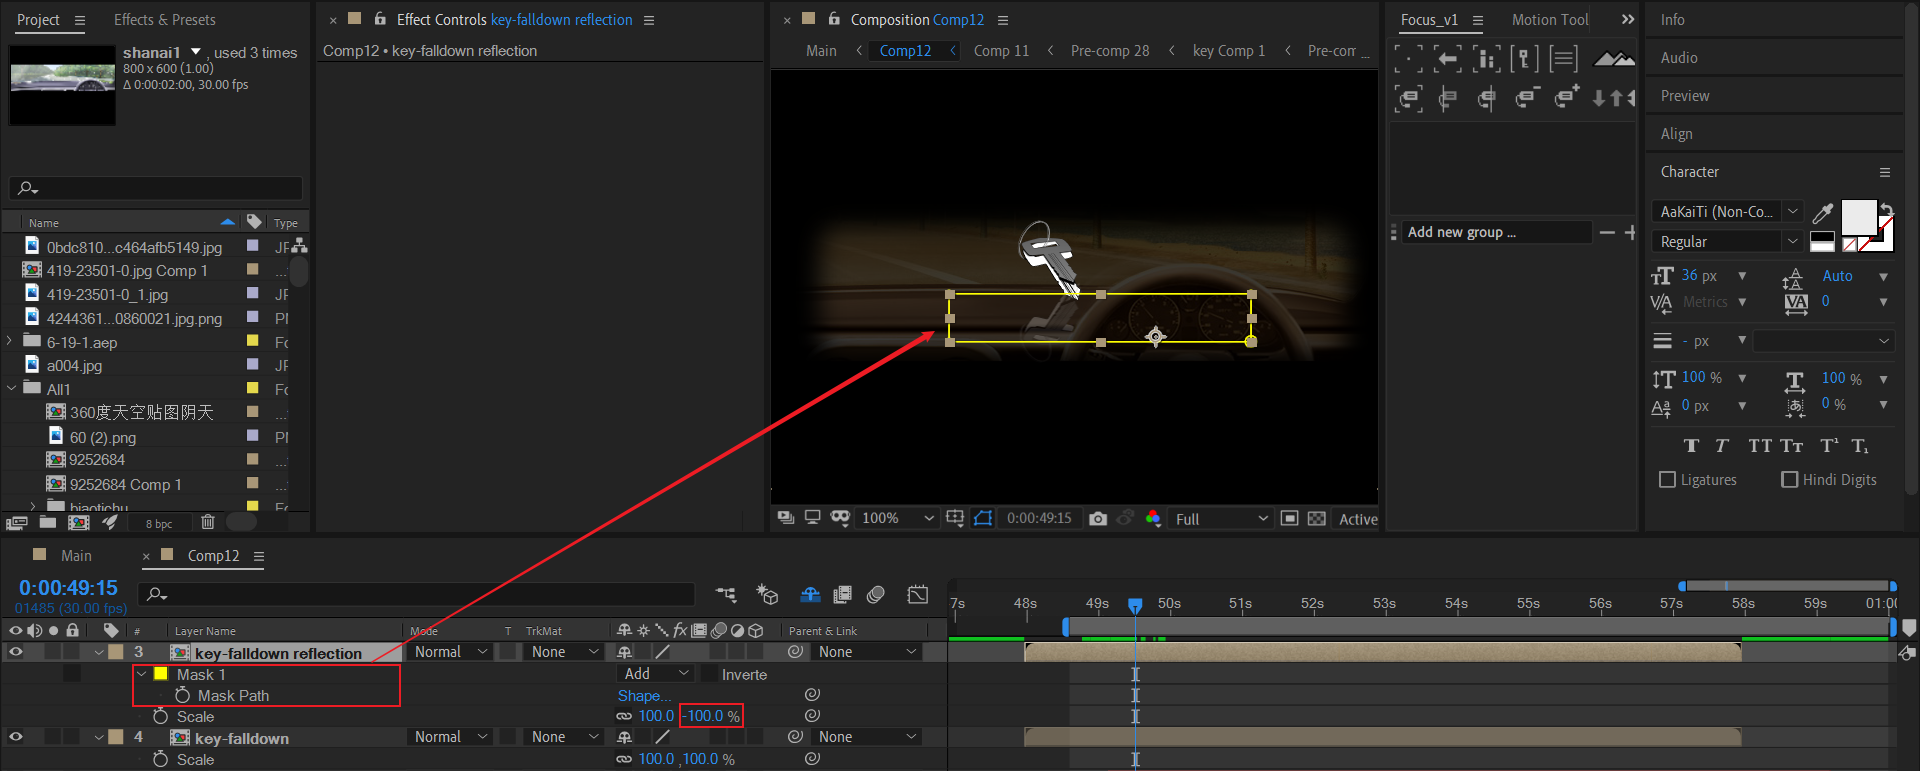 Project
Effects & Presets
shanai1 , used 3 times
800 x 600 (1.00)
Δ 0:00:02:00, 30.00 fps
Name
Type
0bdc810...c464afb5149.jpg
JF
419-23501-0.jpg Comp 1
...
419-23501-0_1.jpg
JF
4244361...0860021.jpg.png
PN
6-19-1.aep
Fo
a004.jpg
JF
All1
Fo
360度天空贴图阴天
...
60 (2).png
PN
9252684
...
9252684 Comp 1
...
biaotichu
Fo
8 bpc
× Effect Controls key-falldown reflection
Comp12 • key-falldown reflection
× Composition Comp12
Main < Comp12 < Comp 11 < Pre-comp 28 < key Comp 1 < Pre-com ...
100%
0:00:49:15
Full
Active
Focus_v1
Motion Tool
Add new group ...
Info
Audio
Preview
Align
Character
AaKaiTi (Non-Co...
Regular
36 px
Auto
Metrics
0
- px
100 %
100 %
0 px
0 %
T T TT Tт T¹ T₁
Ligatures
Hindi Digits
Main
× Comp12
0:00:49:15
01485 (30.00 fps)
7s 48s 49s 50s 51s 52s 53s 54s 55s 56s 57s 58s 59s 01:00
# Layer Name Mode T TrkMat Parent & Link
3 key-falldown reflection Normal None None
Mask 1 Add Inverte
Mask Path Shape...
Scale 100.0 -100.0 %
4 key-falldown Normal None None
Scale 100.0 ,100.0 %